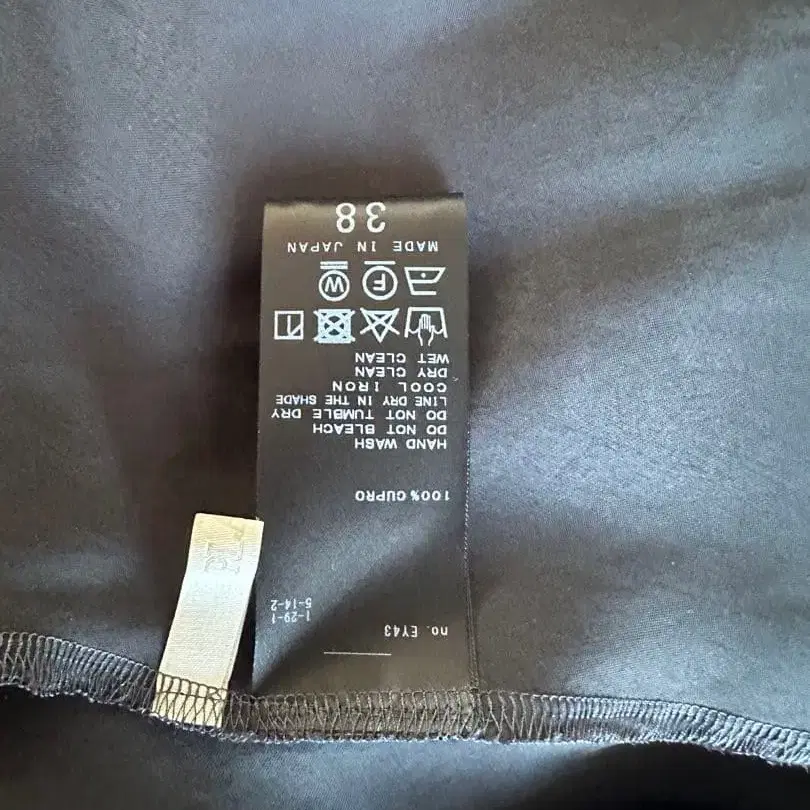 no. EY43
1-29-1
5-14-2
100% CUPRO
HAND WASH
DO NOT BLEACH
DO NOT TUMBLE DRY
LINE DRY IN THE SHADE
COOL IRON
DRY CLEAN
WET CLEAN
F W
MADE IN JAPAN
38